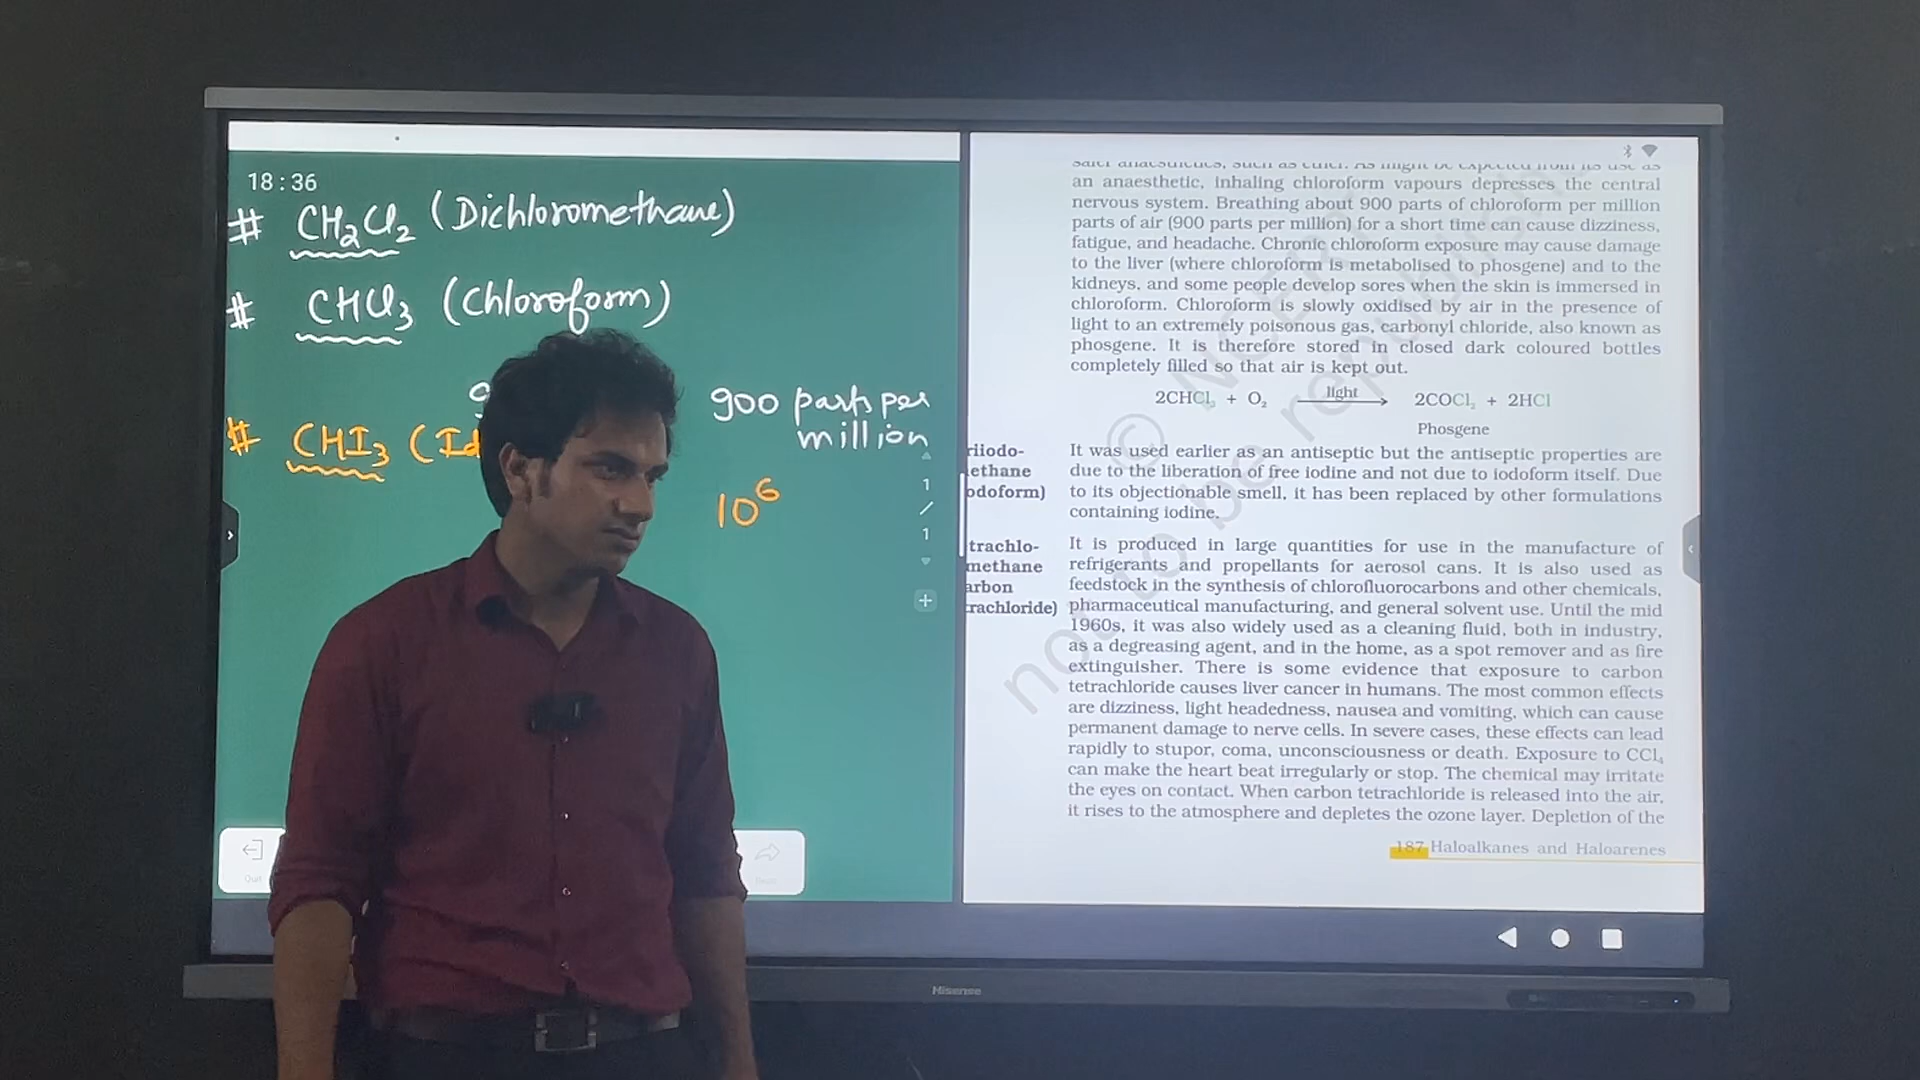 18:36
# CH2Cl2 (Dichloromethane)
# CHCl3 (Chloroform)
900 parts per
million
# CHI3 (Id
10^6
1
/
1
+
an anaesthetic, inhaling chloroform vapours depresses the central
nervous system. Breathing about 900 parts of chloroform per million
parts of air (900 parts per million) for a short time can cause dizziness,
fatigue, and headache. Chronic chloroform exposure may cause damage
to the liver (where chloroform is metabolised to phosgene) and to the
kidneys, and some people develop sores when the skin is immersed in
chloroform. Chloroform is slowly oxidised by air in the presence of
light to an extremely poisonous gas, carbonyl chloride, also known as
phosgene. It is therefore stored in closed dark coloured bottles
completely filled so that air is kept out.
2CHCl3 + O2 light → 2COCl2 + 2HCl
Phosgene
riiodo-
ethane
odoform)
It was used earlier as an antiseptic but the antiseptic properties are
due to the liberation of free iodine and not due to iodoform itself. Due
to its objectionable smell, it has been replaced by other formulations
containing iodine.
trachlo-
methane
arbon
trachloride)
It is produced in large quantities for use in the manufacture of
refrigerants and propellants for aerosol cans. It is also used as
feedstock in the synthesis of chlorofluorocarbons and other chemicals,
pharmaceutical manufacturing, and general solvent use. Until the mid
1960s, it was also widely used as a cleaning fluid, both in industry,
as a degreasing agent, and in the home, as a spot remover and as fire
extinguisher. There is some evidence that exposure to carbon
tetrachloride causes liver cancer in humans. The most common effects
are dizziness, light headedness, nausea and vomiting, which can cause
permanent damage to nerve cells. In severe cases, these effects can lead
rapidly to stupor, coma, unconsciousness or death. Exposure to CCl4
can make the heart beat irregularly or stop. The chemical may irritate
the eyes on contact. When carbon tetrachloride is released into the air,
it rises to the atmosphere and depletes the ozone layer. Depletion of the
187 Haloalkanes and Haloarenes
not to be republish
Hisense